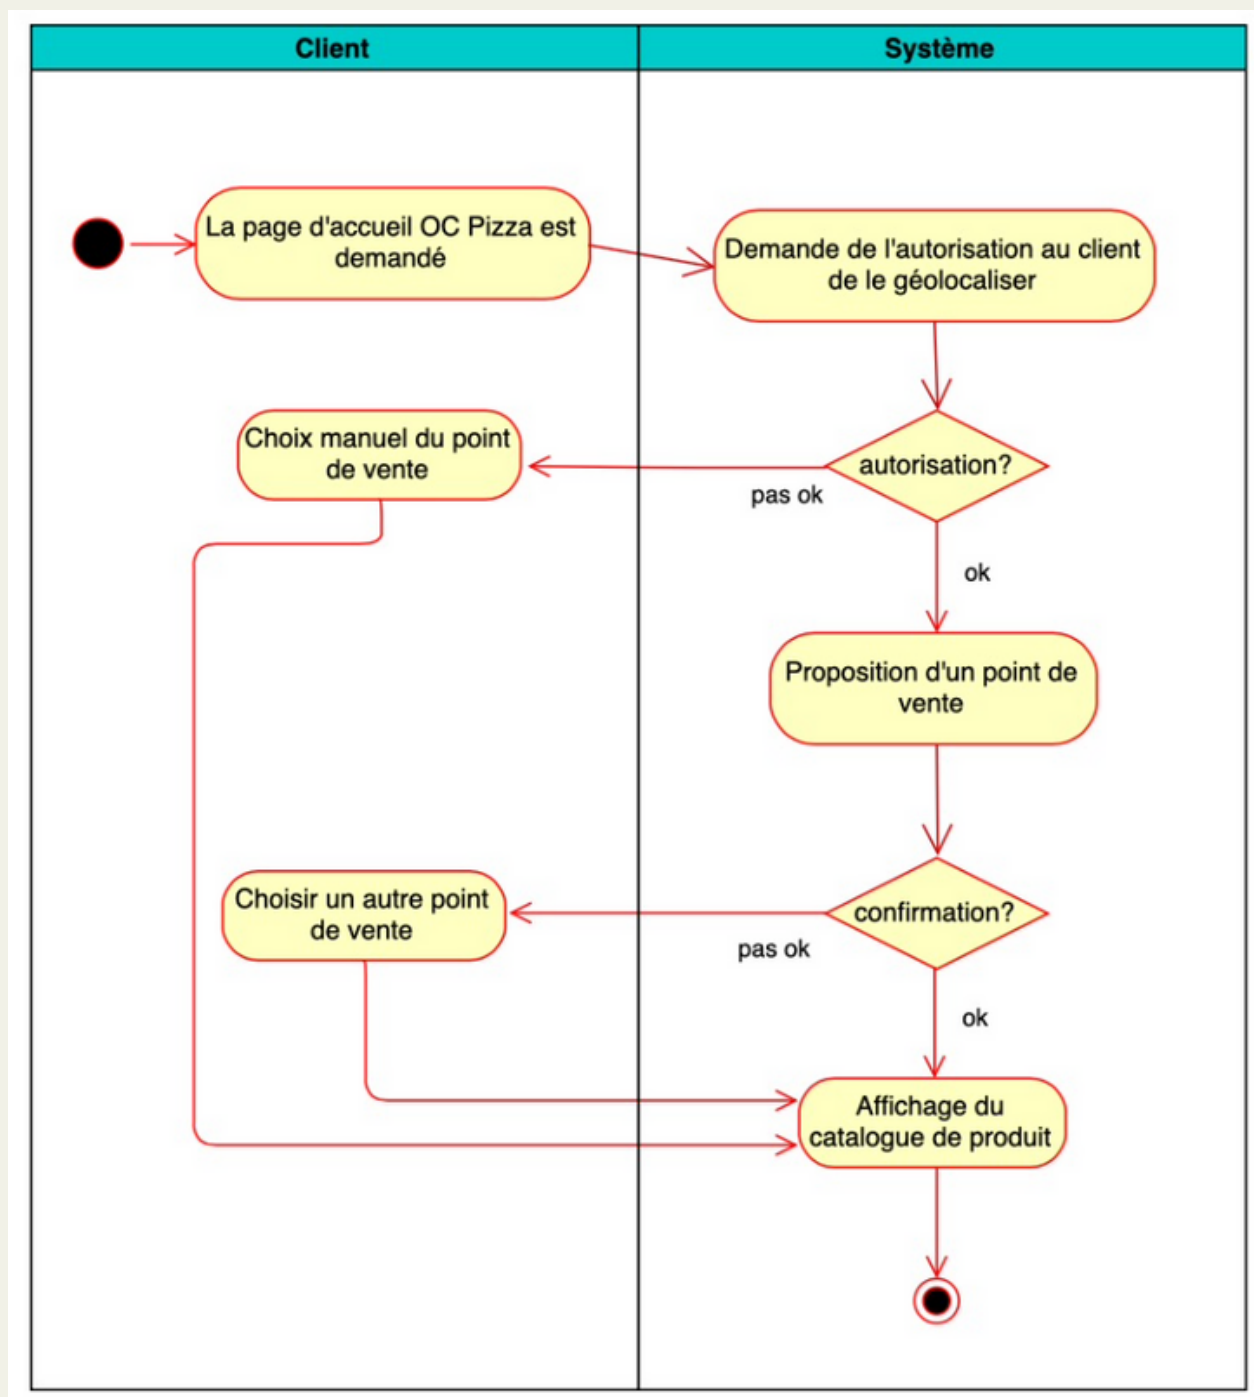 Client
Système
La page d'accueil OC Pizza est
demandé
Demande de l'autorisation au client
de le géolocaliser
Choix manuel du point
de vente
autorisation?
pas ok
ok
Proposition d'un point de
vente
Choisir un autre point
de vente
confirmation?
pas ok
ok
Affichage du
catalogue de produit